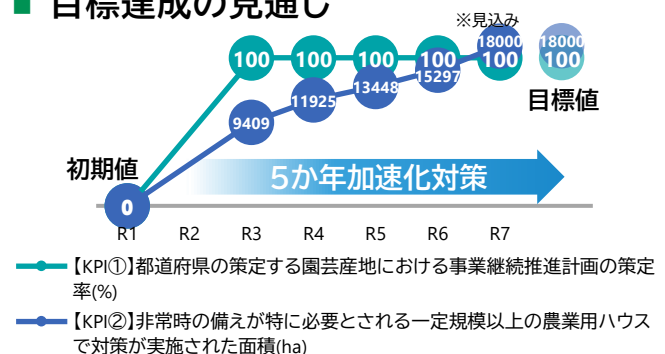 ■ 目標達成の見通し
※見込み
100 100 100 100 100 100
9409 11925 13448 15297 18000 18000
目標値
初期値
0
5か年加速化対策
R1 R2 R3 R4 R5 R6 R7
【KPI①】都道府県の策定する園芸産地における事業継続推進計画の策定
率(%)
【KPI②】非常時の備えが特に必要とされる一定規模以上の農業用ハウス
で対策が実施された面積(ha)